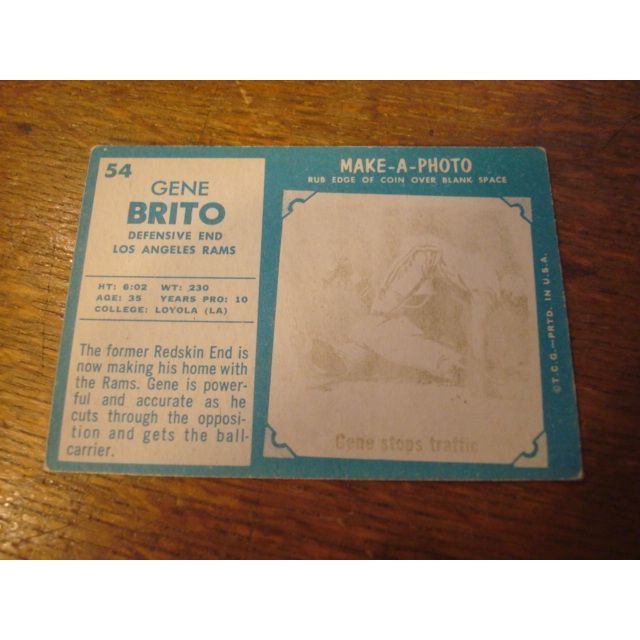 54
GENE
BRITO
DEFENSIVE END
LOS ANGELES RAMS
HT: 6:02 WT: 230
AGE: 35 YEARS PRO: 10
COLLEGE: LOYOLA (LA)
The former Redskin End is
now making his home with
the Rams. Gene is power-
ful and accurate as he
cuts through the opposi-
tion and gets the ball-
carrier.
MAKE-A-PHOTO
RUB EDGE OF COIN OVER BLANK SPACE
Gene stops traffic
©T.C.G.—PRTD. IN U.S.A.